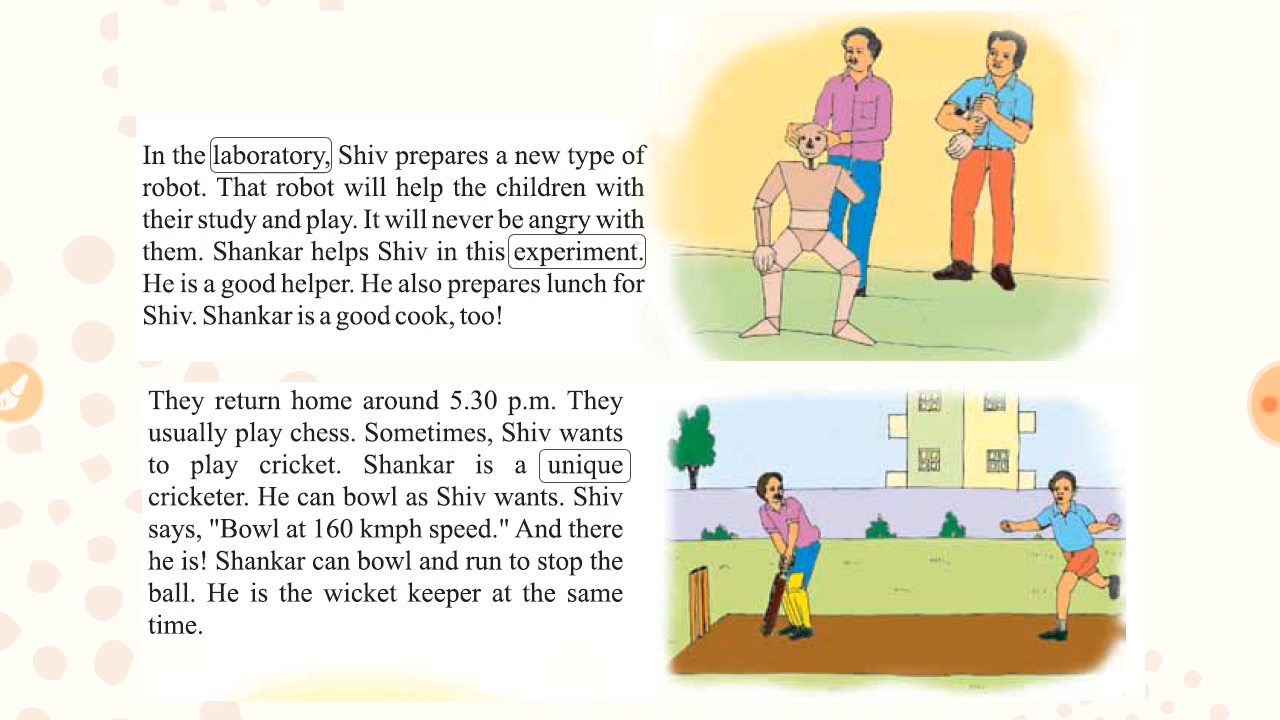 In the laboratory, Shiv prepares a new type of
robot. That robot will help the children with
their study and play. It will never be angry with
them. Shankar helps Shiv in this experiment.
He is a good helper. He also prepares lunch for
Shiv. Shankar is a good cook, too!
They return home around 5.30 p.m. They
usually play chess. Sometimes, Shiv wants
to play cricket. Shankar is a unique
cricketer. He can bowl as Shiv wants. Shiv
says, "Bowl at 160 kmph speed." And there
he is! Shankar can bowl and run to stop the
ball. He is the wicket keeper at the same
time.